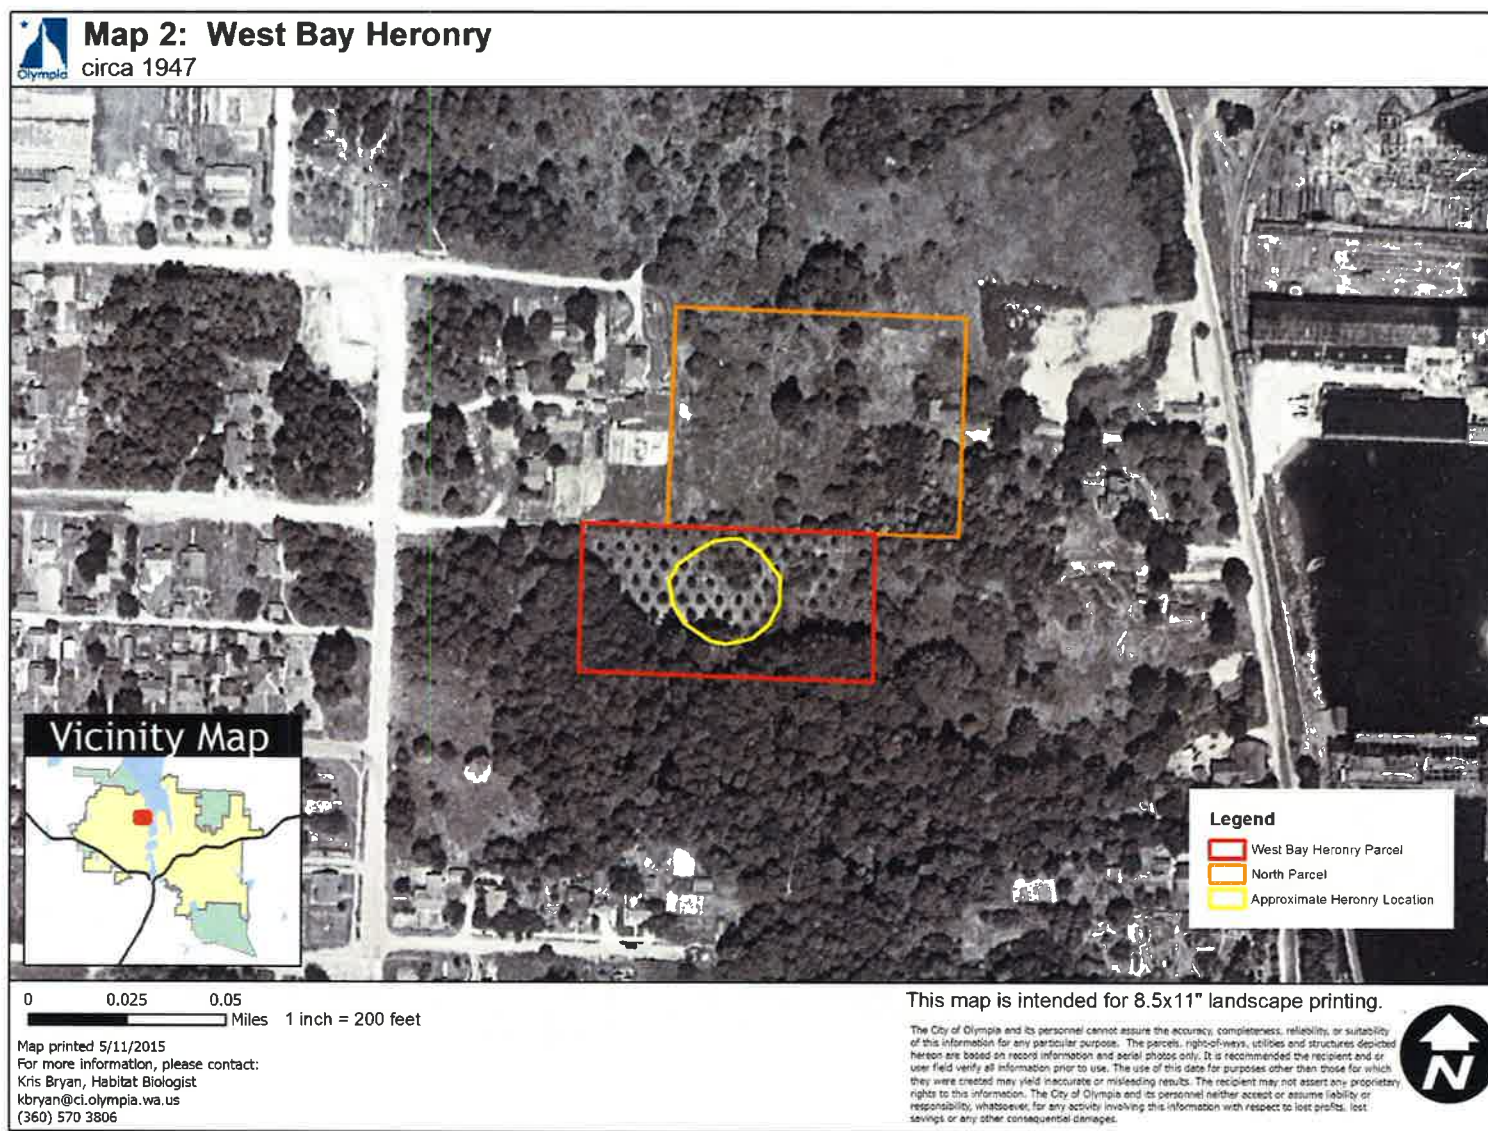 Map 2: West Bay Heronry
circa 1947
Olympia
Vicinity Map
Legend
West Bay Heronry Parcel
North Parcel
Approximate Heronry Location
0 0.025 0.05
Miles 1 inch = 200 feet
Map printed 5/11/2015
For more information, please contact:
Kris Bryan, Habitat Biologist
kbryan@ci.olympia.wa.us
(360) 570 3806
This map is intended for 8.5x11" landscape printing.
The City of Olympia and its personnel cannot assure the accuracy, completeness, reliability, or suitability
of this information for any particular purpose. The parcels, right-of-ways, utilities and structures depicted
hereon are based on record information and aerial photos only. It is recommended the recipient and or
user field verify all information prior to use. The use of this data for purposes other than those for which
they were created may yield inaccurate or misleading results. The recipient may not assert any proprietary
rights to this information. The City of Olympia and its personnel neither accept or assume liability or
responsibility, whatsoever, for any activity involving this information with respect to lost profits, lost
savings or any other consequential damages.
N